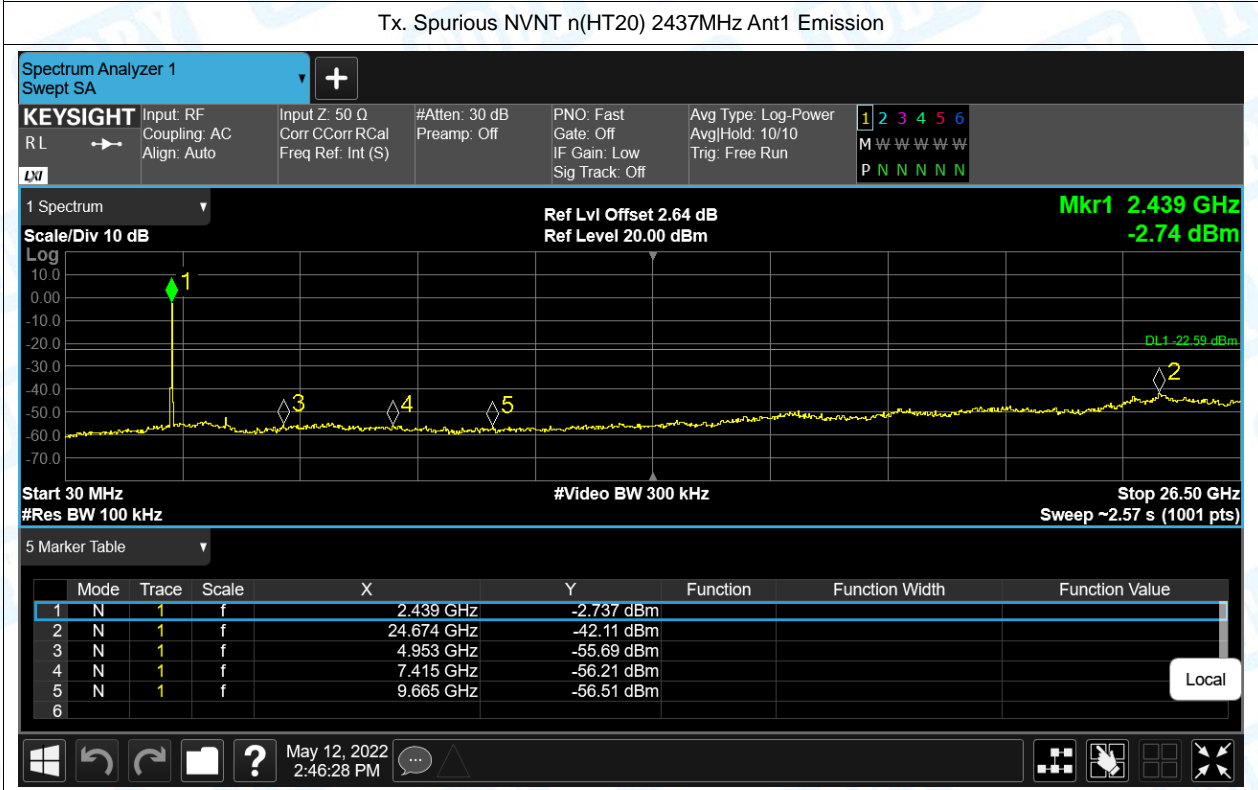 Tx. Spurious NVNT n(HT20) 2437MHz Ant1 Emission
Spectrum Analyzer 1
Swept SA
KEYSIGHT
R L
LXI
Input: RF
Coupling: AC
Align: Auto
Input Z: 50 Ω
Corr CCorr RCal
Freq Ref: Int (S)
#Atten: 30 dB
Preamp: Off
PNO: Fast
Gate: Off
IF Gain: Low
Sig Track: Off
Avg Type: Log-Power
Avg|Hold: 10/10
Trig: Free Run
1 2 3 4 5 6
M W W W W W
P N N N N N
1 Spectrum
Scale/Div 10 dB
Ref Lvl Offset 2.64 dB
Ref Level 20.00 dBm
Mkr1 2.439 GHz
-2.74 dBm
Log
10.0
0.00
-10.0
-20.0
-30.0
-40.0
-50.0
-60.0
-70.0
1
DL1 -22.59 dBm
2
3
4
5
Start 30 MHz
#Res BW 100 kHz
#Video BW 300 kHz
Stop 26.50 GHz
Sweep ~2.57 s (1001 pts)
5 Marker Table
Mode Trace Scale X Y Function Function Width Function Value
1 N 1 f 2.439 GHz -2.737 dBm
2 N 1 f 24.674 GHz -42.11 dBm
3 N 1 f 4.953 GHz -55.69 dBm
4 N 1 f 7.415 GHz -56.21 dBm
5 N 1 f 9.665 GHz -56.51 dBm
6
Local
?
May 12, 2022
2:46:28 PM